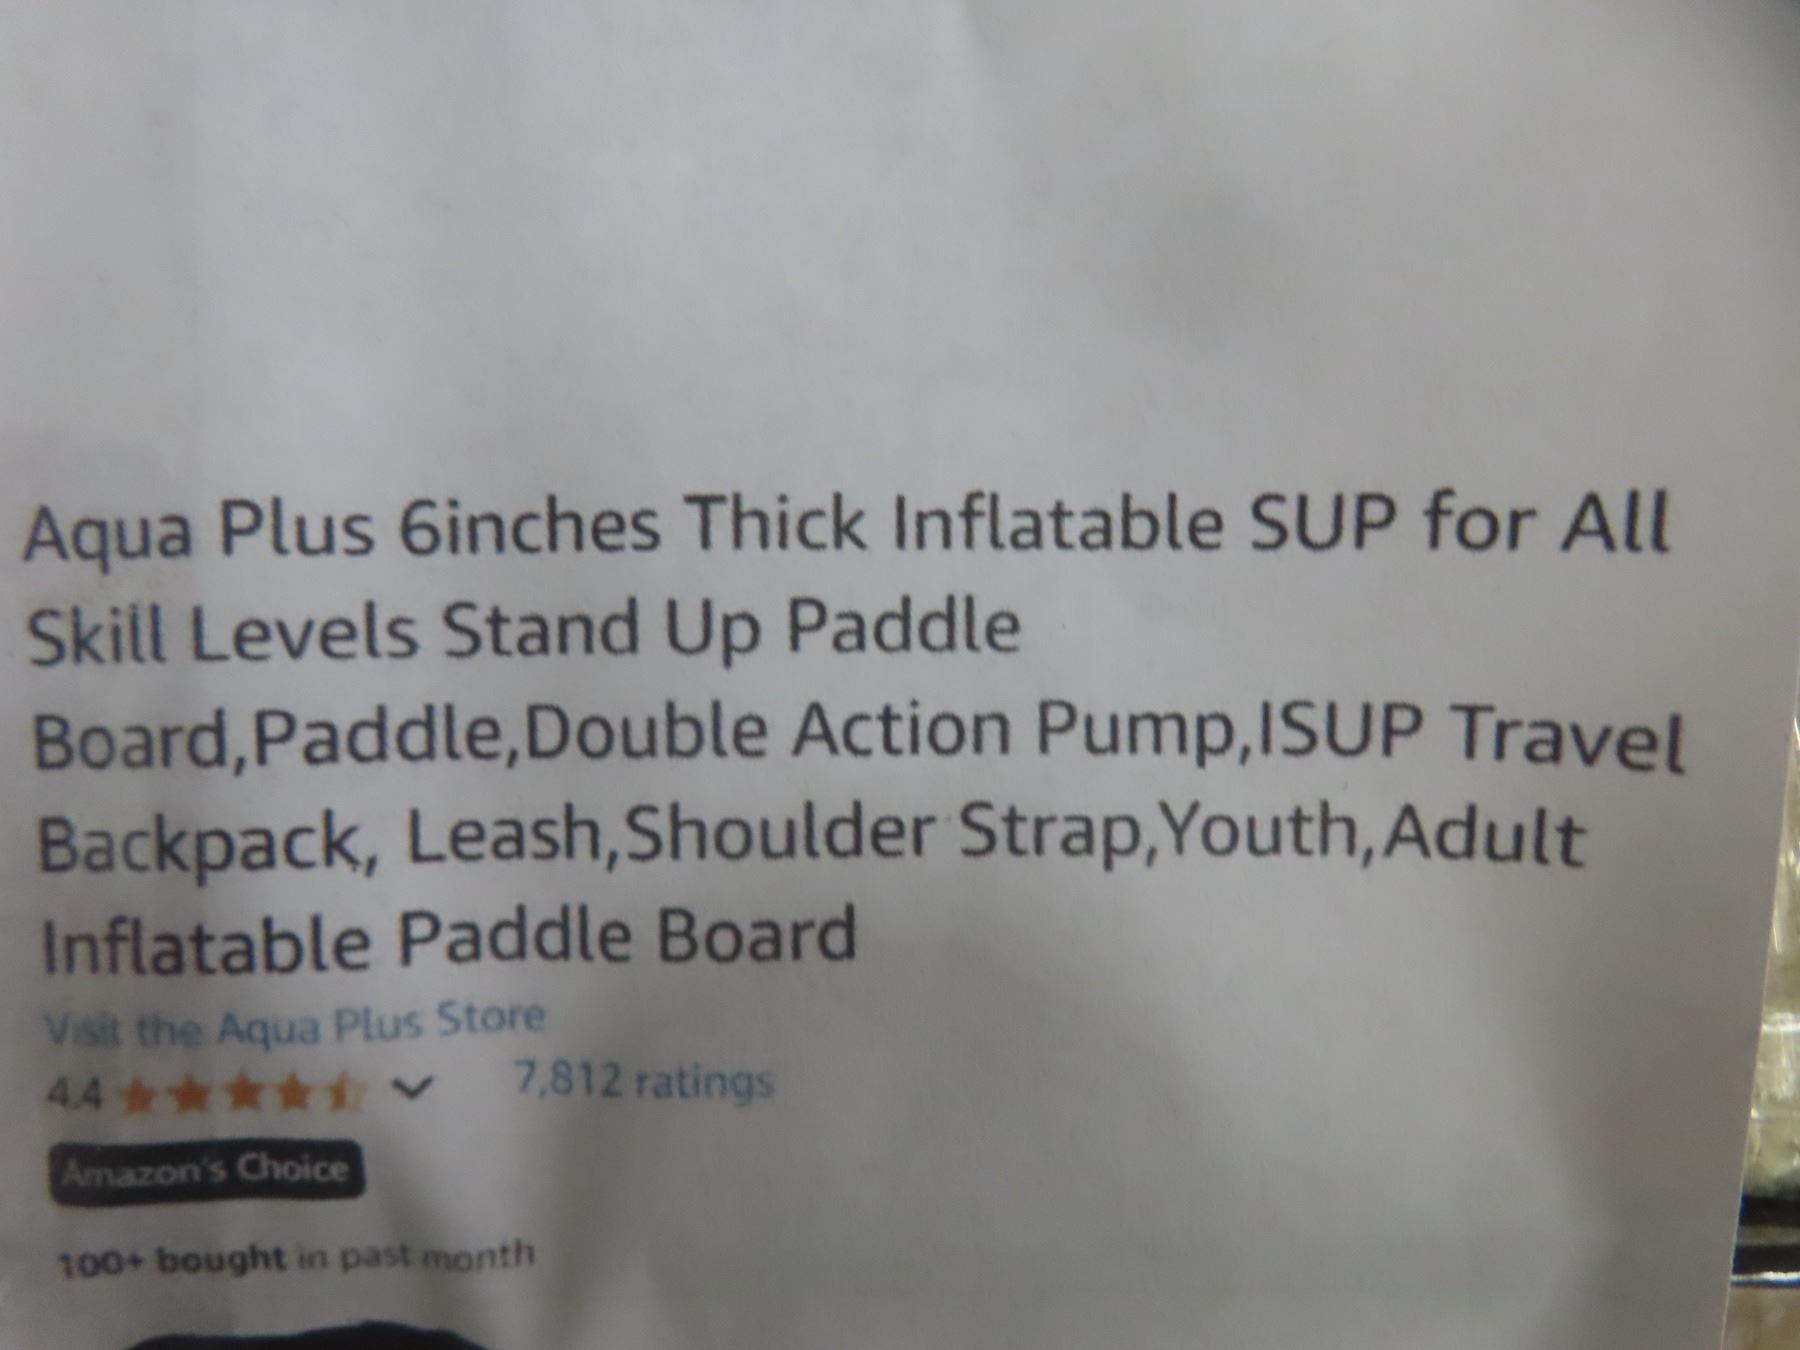 Aqua Plus 6inches Thick Inflatable SUP for All
Skill Levels Stand Up Paddle
Board,Paddle,Double Action Pump,ISUP Travel
Backpack, Leash,Shoulder Strap,Youth,Adult
Inflatable Paddle Board
Visit the Aqua Plus Store
4.4 7,812 ratings
Amazon's Choice
100+ bought in past month